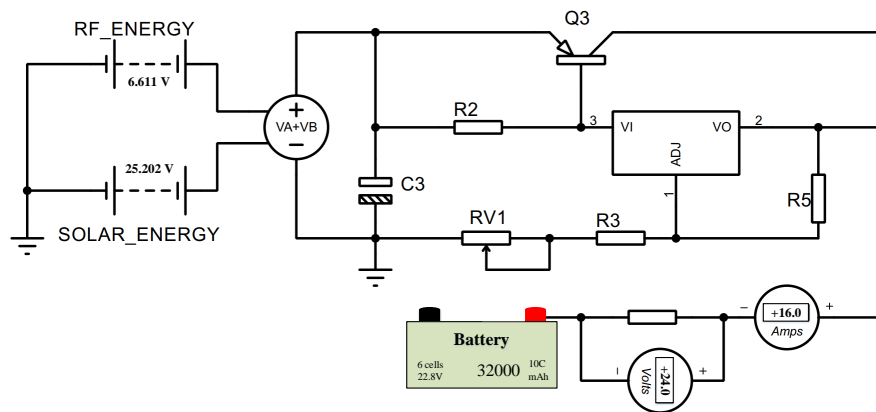 RF_ENERGY
6.611 V
25.202 V
SOLAR_ENERGY
+
VA+VB
−
C3
R2
Q3
3
VI
VO
ADJ
2
1
R5
RV1
R3
Battery
6 cells
22.8V
32000
10C
mAh
−
+24.0
Volts
+
−
+16.0
Amps
+